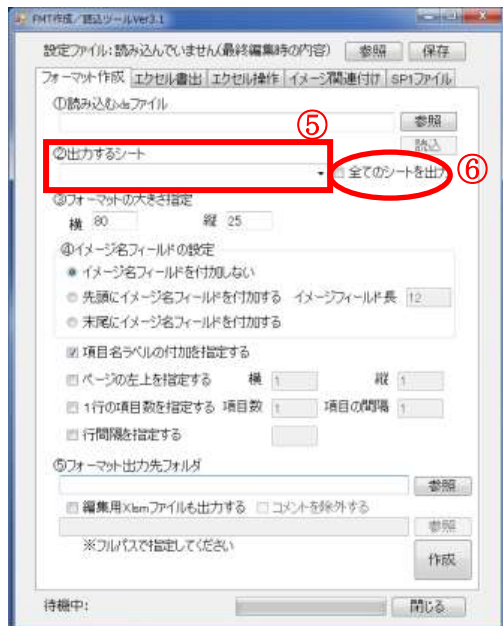 FMT作成/読込ツールVer3.1
設定ファイル:読み込んでいません(最終編集時の内容) 参照 保存
フォーマット作成 エクセル書出 エクセル操作 イメージ関連付け SP1ファイル
①読み込むxlsファイル
参照
⑤
読込
②出力するシート
全てのシートを出力
⑥
③フォーマットの大きさ指定
横 80 縦 25
④イメージ名フィールドの設定
イメージ名フィールドを付加しない
先頭にイメージ名フィールドを付加する イメージフィールド長 12
末尾にイメージ名フィールドを付加する
項目名ラベルの付加を指定する
ページの左上を指定する 横 1 縦 1
1行の項目数を指定する 項目数 1 項目の間隔 1
行間隔を指定する
⑤フォーマット出力先フォルダ
参照
編集用xlsmファイルも出力する コメントを除外する
参照
※フルパスで指定してください
作成
待機中: 閉じる